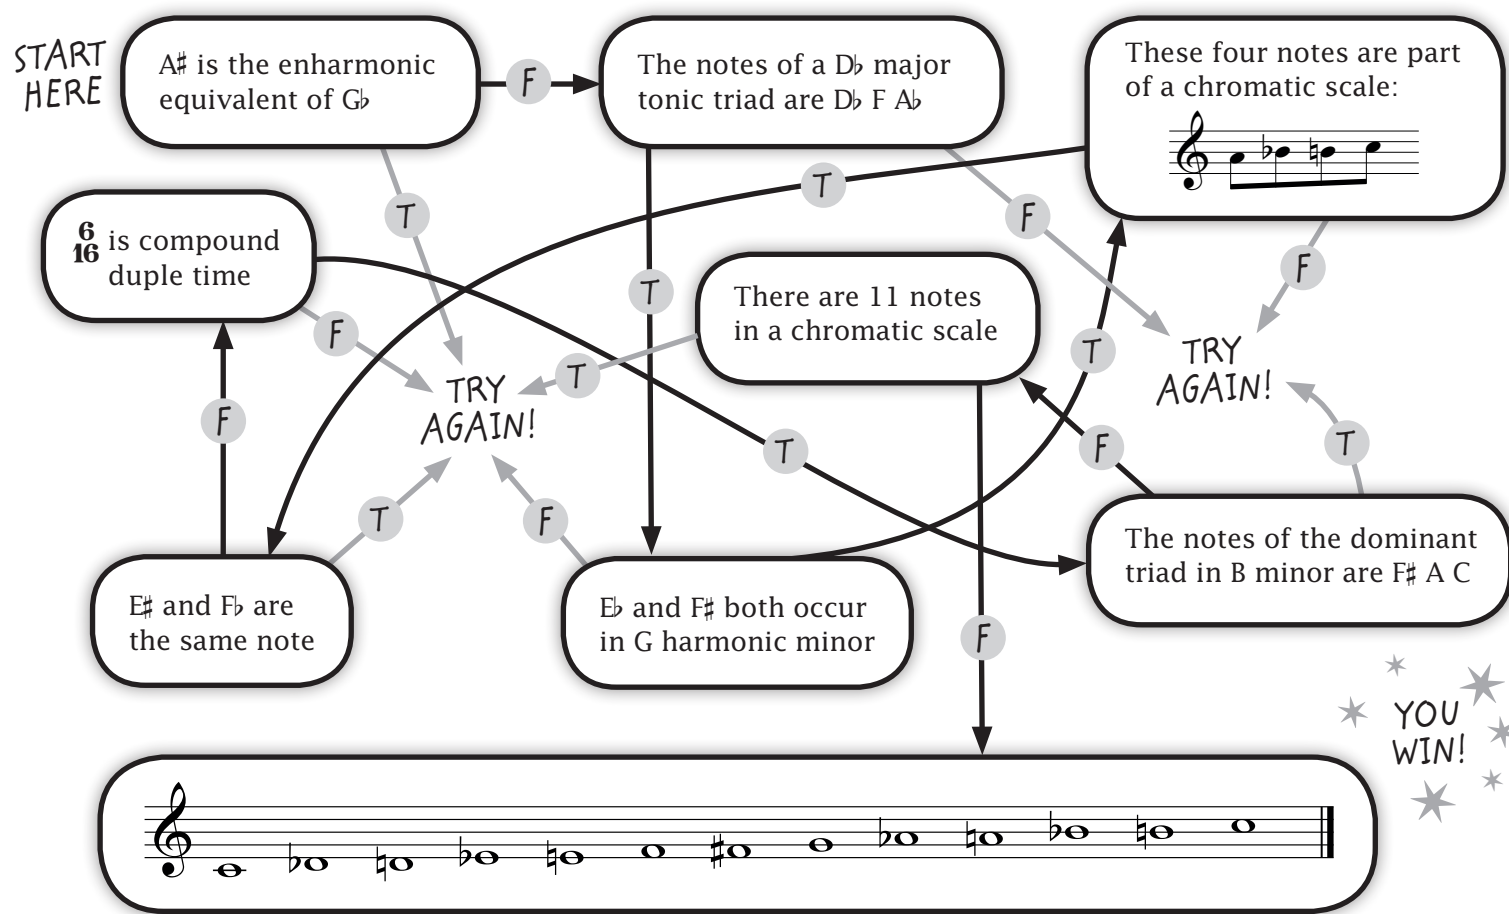 START
HERE
A♯ is the enharmonic
equivalent of G♭
F
The notes of a D♭ major
tonic triad are D♭ F A♭
These four notes are part
of a chromatic scale:
T
T
F
6
16 is compound
duple time
F
T
There are 11 notes
in a chromatic scale
F
T
T
TRY
AGAIN!
TRY
AGAIN!
F
T
F
T
T
F
E♯ and F♭ are
the same note
E♭ and F♯ both occur
in G harmonic minor
F
The notes of the dominant
triad in B minor are F♯ A C
YOU
WIN!